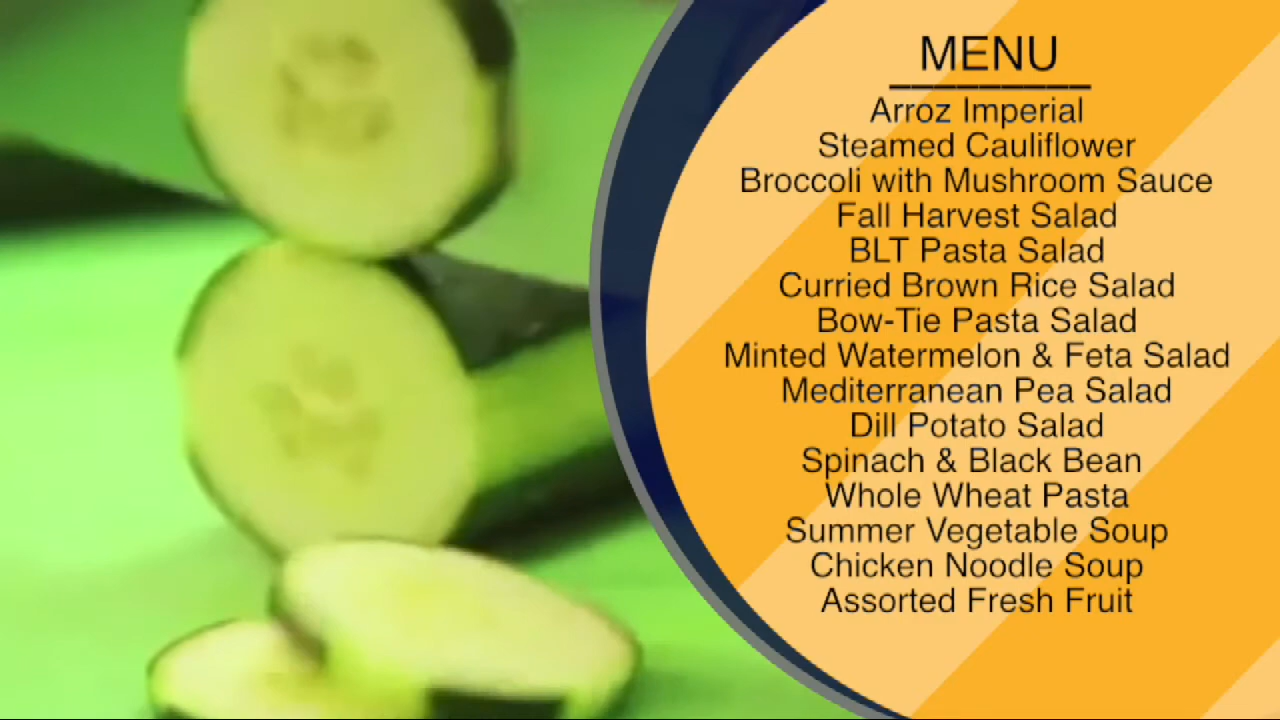 MENU
Arroz Imperial
Steamed Cauliflower
Broccoli with Mushroom Sauce
Fall Harvest Salad
BLT Pasta Salad
Curried Brown Rice Salad
Bow-Tie Pasta Salad
Minted Watermelon & Feta Salad
Mediterranean Pea Salad
Dill Potato Salad
Spinach & Black Bean
Whole Wheat Pasta
Summer Vegetable Soup
Chicken Noodle Soup
Assorted Fresh Fruit